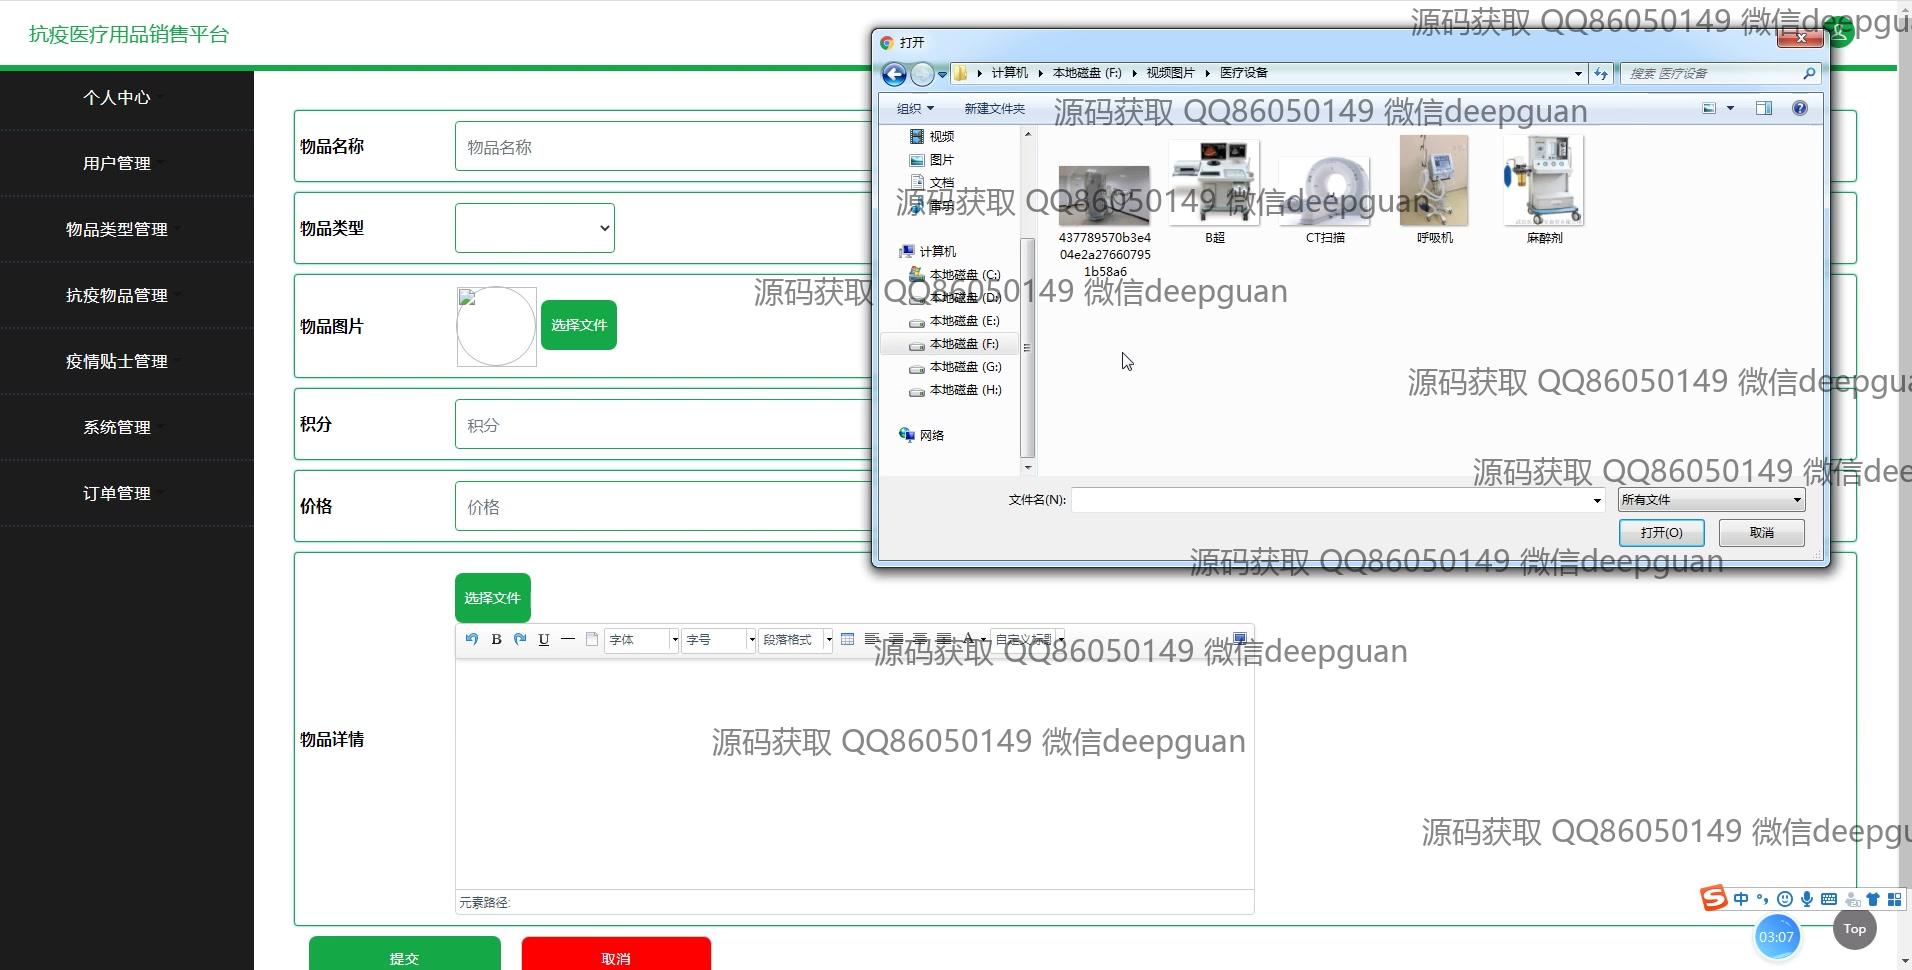 抗疫医疗用品销售平台
个人中心
用户管理
物品类型管理
抗疫物品管理
疫情贴士管理
系统管理
订单管理
物品名称
物品名称
物品类型
物品图片
选择文件
积分
积分
价格
价格
物品详情
选择文件
B
U
字体
字号
段落格式
A
自定义标题
元素路径:
提交
取消
打开
计算机
本地磁盘 (F:)
视频图片
医疗设备
搜索 医疗设备
组织
新建文件夹
视频
图片
文档
计算机
本地磁盘 (C:)
本地磁盘 (D:)
本地磁盘 (E:)
本地磁盘 (F:)
本地磁盘 (G:)
本地磁盘 (H:)
网络
437789570b3e4
04e2a27660795
1b58a6
B超
CT扫描
呼吸机
麻醉剂
文件名(N):
所有文件
打开(O)
取消
源码获取 QQ86050149 微信deepgu
源码获取 QQ86050149 微信deepguan
源码获取 QQ86050149 微信deepguan
源码获取 QQ86050149 微信deepguan
源码获取 QQ86050149 微信deepgua
源码获取 QQ86050149 微信dee
源码获取 QQ86050149 微信deepguan
源码获取 QQ86050149 微信deepguan
源码获取 QQ86050149 微信deepguan
源码获取 QQ86050149 微信deepgu
中
03:07
Top